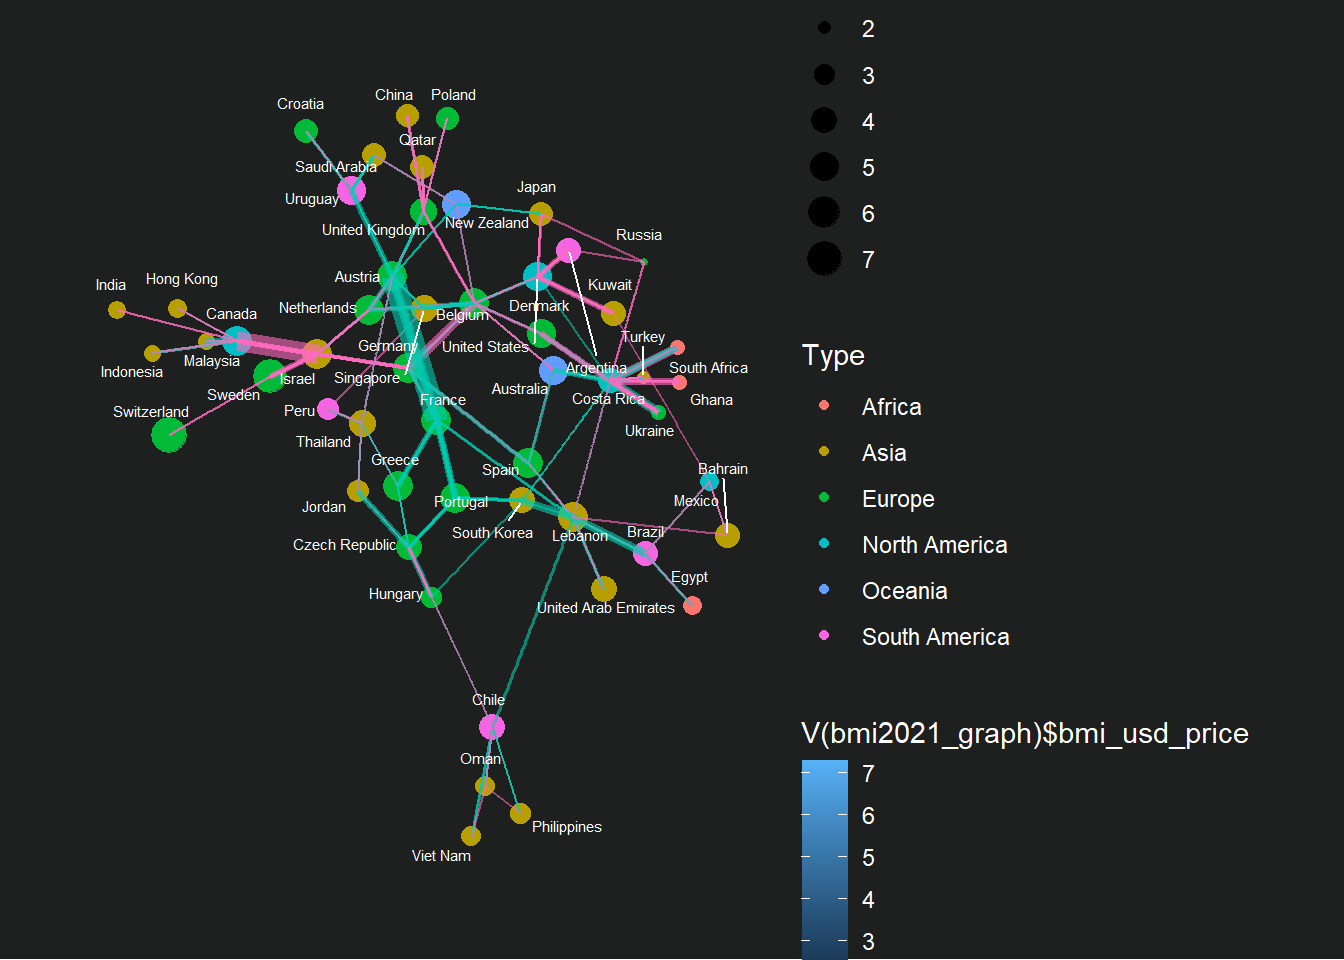 2
3
4
5
6
7
Croatia
China
Poland
Qatar
Saudi Arabia
Uruguay
United Kingdom
New Zealand
Japan
Russia
Austria
India
Hong Kong
Canada
Netherlands
Belgium
Denmark
Kuwait
Malaysia
Indonesia
Germany
United States
Turkey
Israel
Singapore
Argentina
South Africa
Sweden
Australia
Costa Rica
Ghana
Switzerland
Peru
France
Ukraine
Thailand
Greece
Spain
Bahrain
Jordan
Portugal
Mexico
South Korea
Lebanon
Brazil
Czech Republic
Egypt
Hungary
United Arab Emirates
Chile
Oman
Philippines
Viet Nam
Type
Africa
Asia
Europe
North America
Oceania
South America
V(bmi2021_graph)$bmi_usd_price
7
6
5
4
3